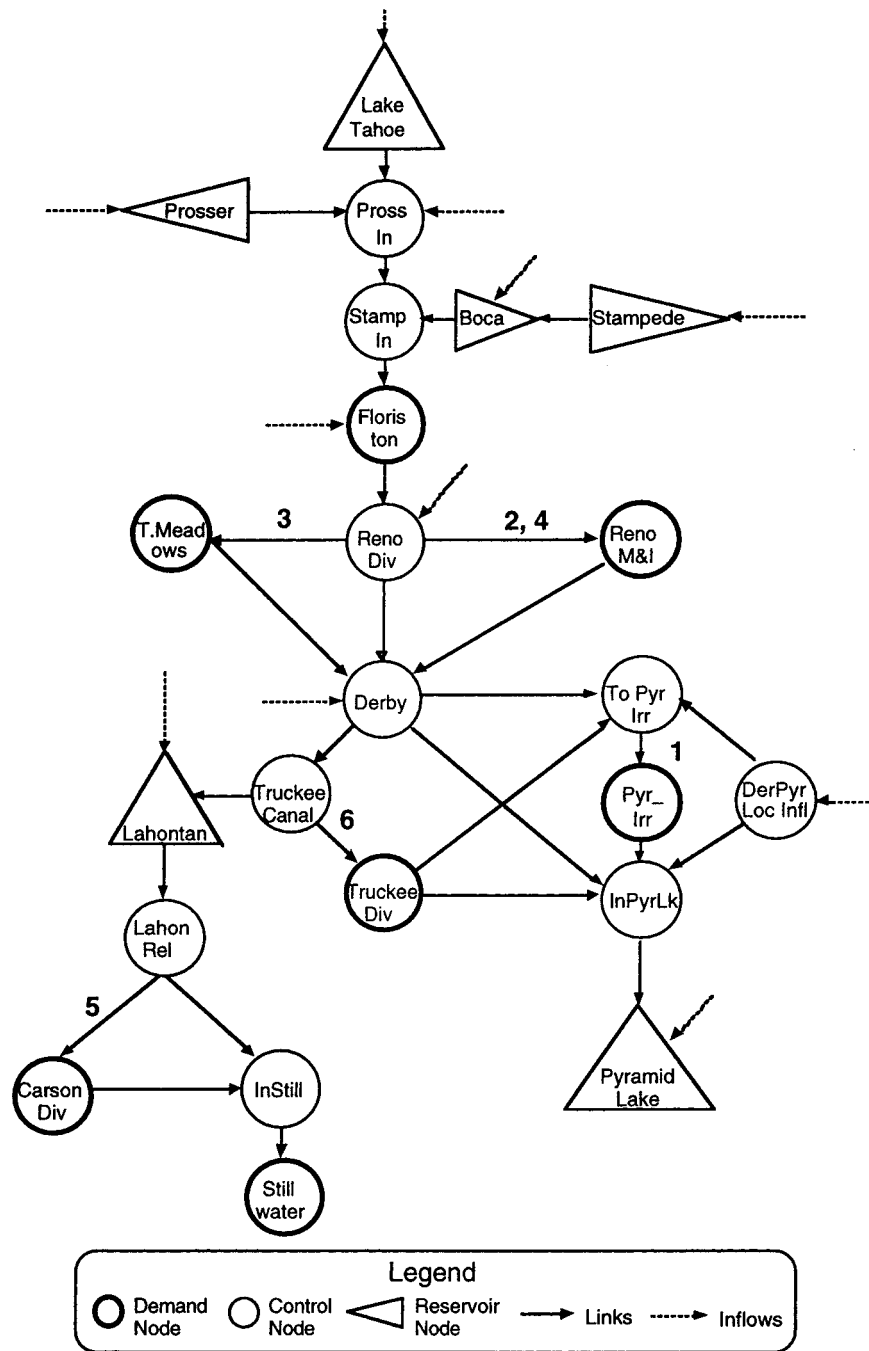 Lake
Tahoe
Prosser
Pross
In
Stamp
In
Boca
Stampede
Floris
ton
T.Mead
ows
3
Reno
Div
2, 4
Reno
M&I
Derby
To Pyr
Irr
1
Truckee
Canal
Lahontan
6
Pyr_
Irr
DerPyr
Loc Infl
Truckee
Div
InPyrLk
Lahon
Rel
5
Carson
Div
InStill
Pyramid
Lake
Still
water
Legend
Demand
Node
Control
Node
Reservoir
Node
Links
Inflows